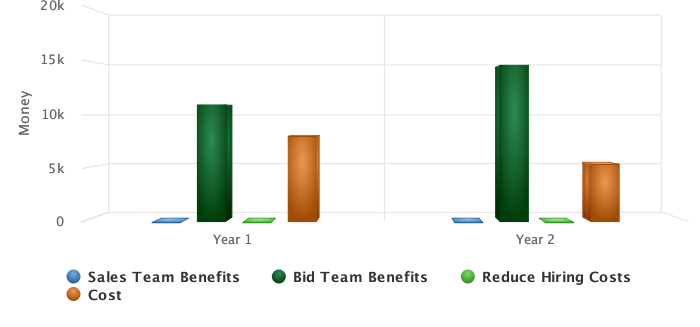 20k
15k
10k
5k
0
Money
Year 1
Year 2
Sales Team Benefits
Bid Team Benefits
Reduce Hiring Costs
Cost